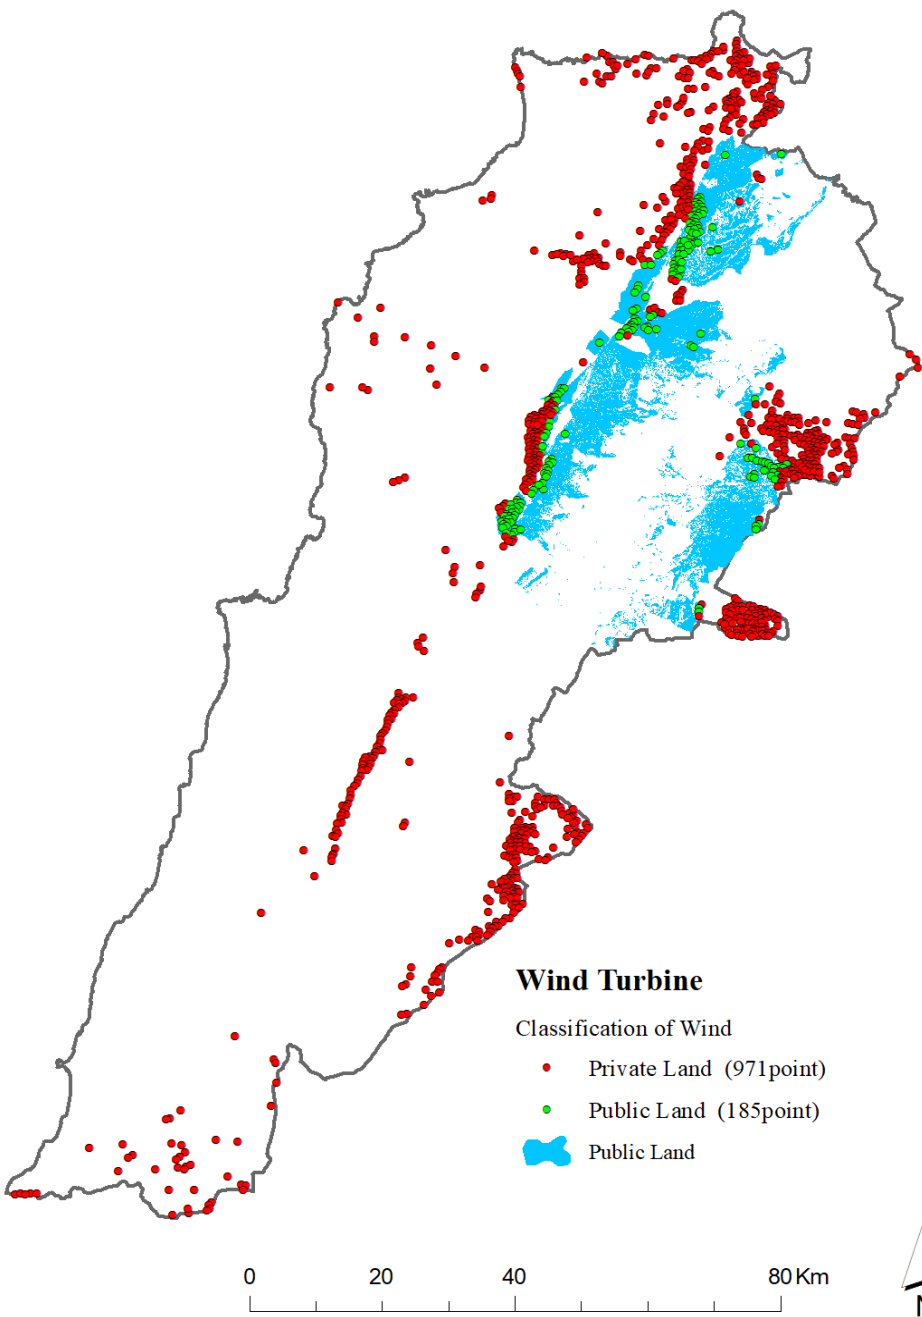 Wind Turbine
Classification of Wind
Private Land (971point)
Public Land (185point)
Public Land
0 20 40 80 Km
N